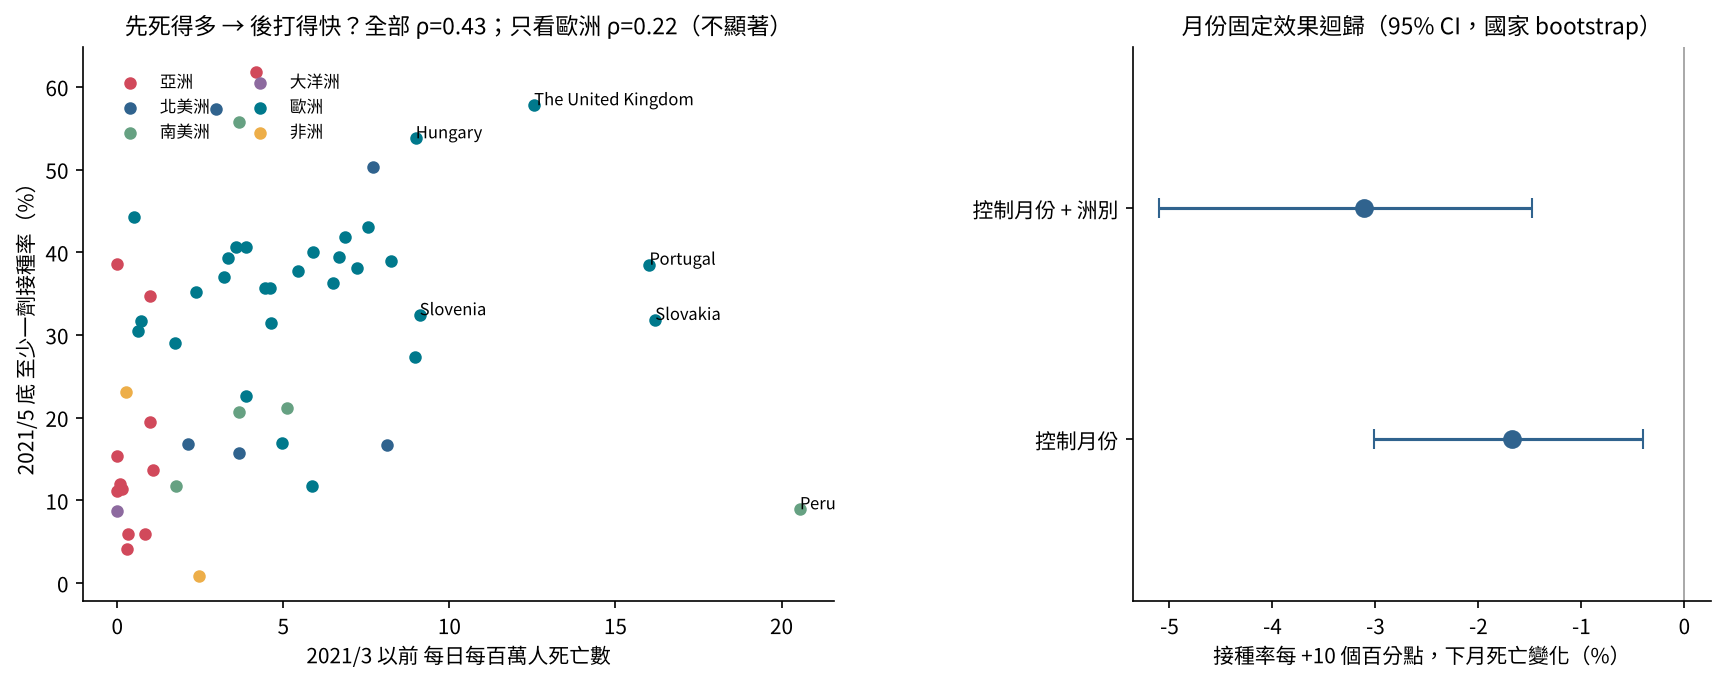 先死得多 → 後打得快？全部 ρ=0.43；只看歐洲 ρ=0.22（不顯著）
亞洲
北美洲
南美洲
大洋洲
歐洲
非洲
The United Kingdom
Hungary
Portugal
Slovenia
Slovakia
Peru
60
50
40
30
20
10
0
2021/5 底 至少一劑接種率（%）
0 5 10 15 20
2021/3 以前 每日每百萬人死亡數
月份固定效果迴歸（95% CI，國家 bootstrap）
控制月份 + 洲別
控制月份
-5 -4 -3 -2 -1 0
接種率每 +10 個百分點，下月死亡變化（%）